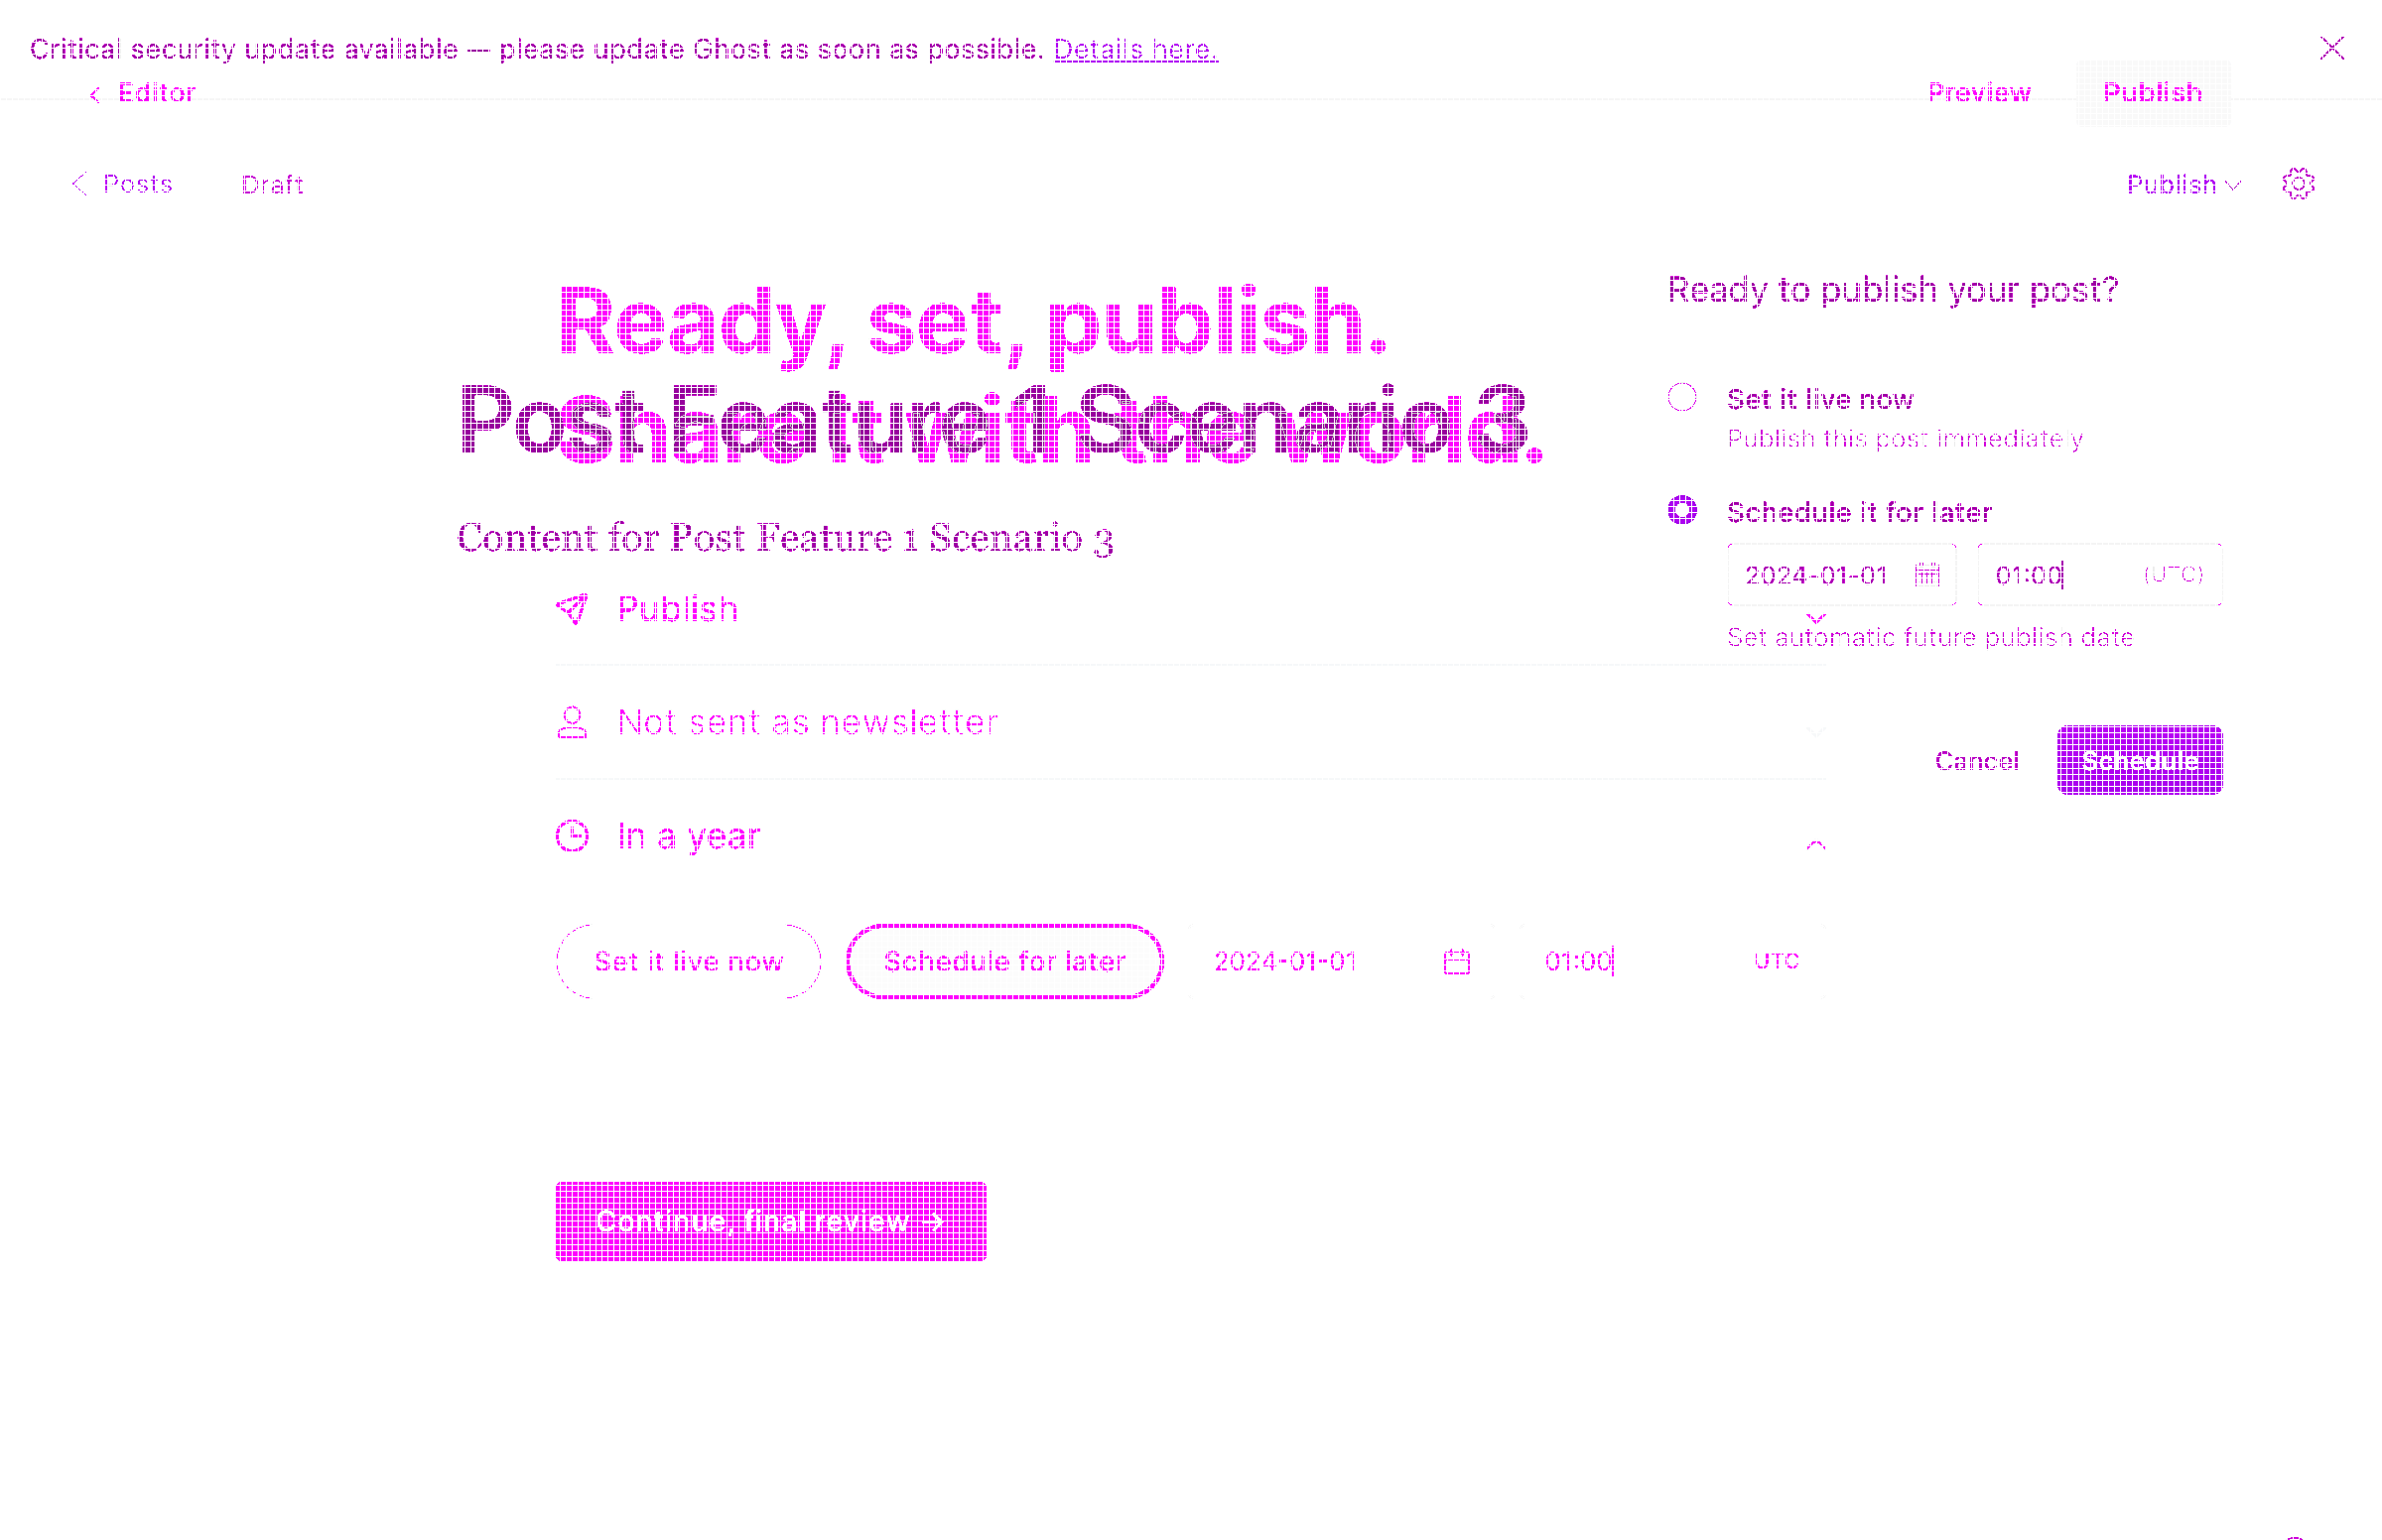 Critical security update available — please update Ghost as soon as possible. Details here.
Editor
Preview
Publish
Posts
Draft
Publish
Ready, set, publish.
Share it with the world.
Post Feature 1 Scenario 3
Content for Post Feature 1 Scenario 3
Publish
Not sent as newsletter
In a year
Set it live now
Schedule for later
2024-01-01
01:00
UTC
Continue, final review →
Ready to publish your post?
Set it live now
Publish this post immediately
Schedule it for later
2024-01-01
01:00
(UTC)
Set automatic future publish date
Cancel
Schedule